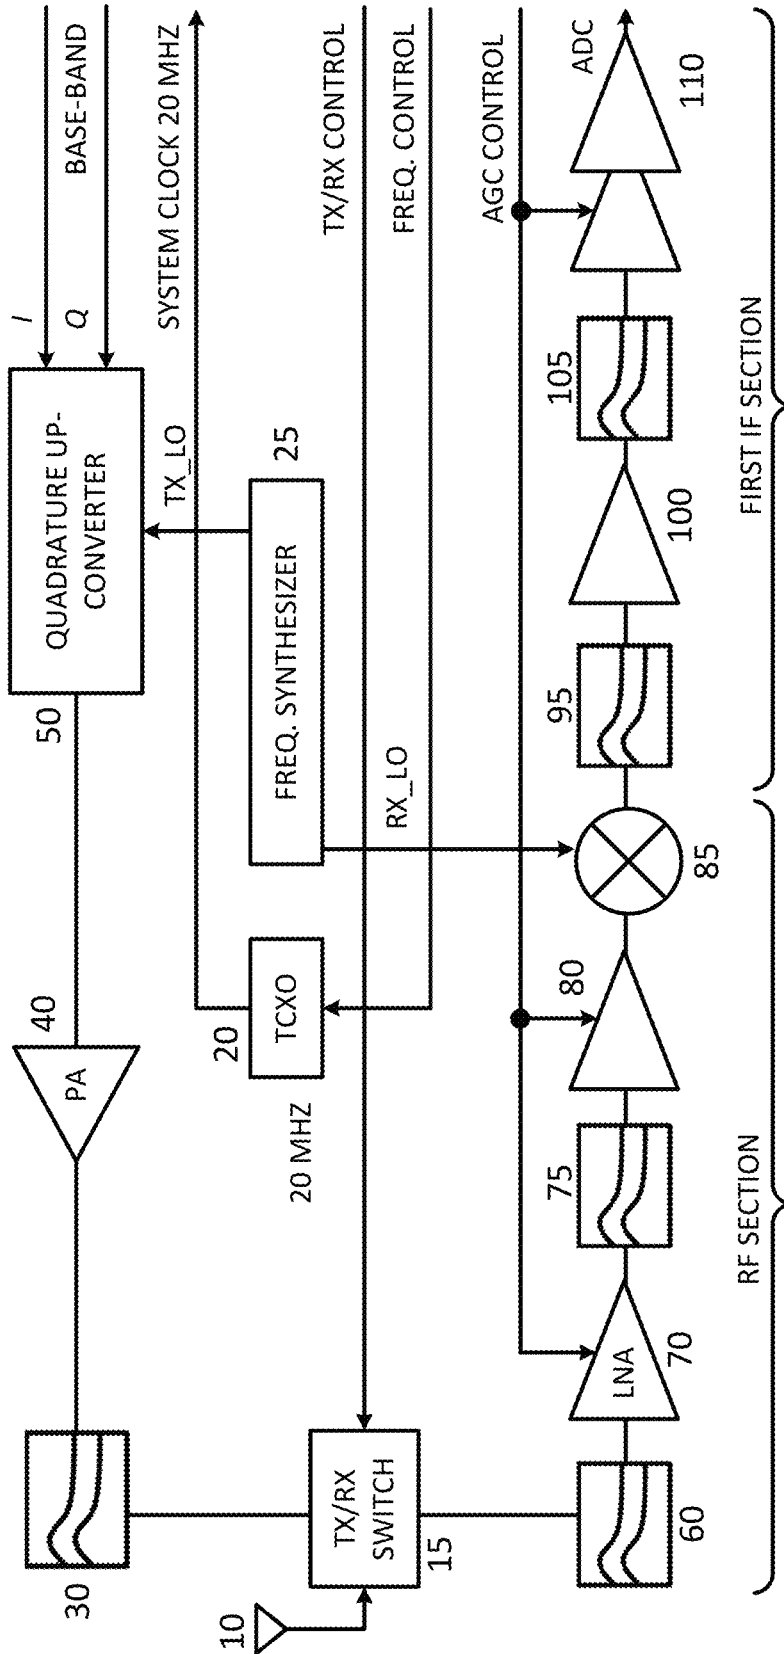 I
Q
BASE-BAND
QUADRATURE UP-
CONVERTER
50
40
PA
30
SYSTEM CLOCK 20 MHZ
TX_LO
25
FREQ. SYNTHESIZER
20
TCXO
20 MHZ
10
TX/RX
SWITCH
15
TX/RX CONTROL
FREQ. CONTROL
RX_LO
AGC CONTROL
60
LNA
70
75
80
85
95
100
105
ADC
110
RF SECTION
FIRST IF SECTION